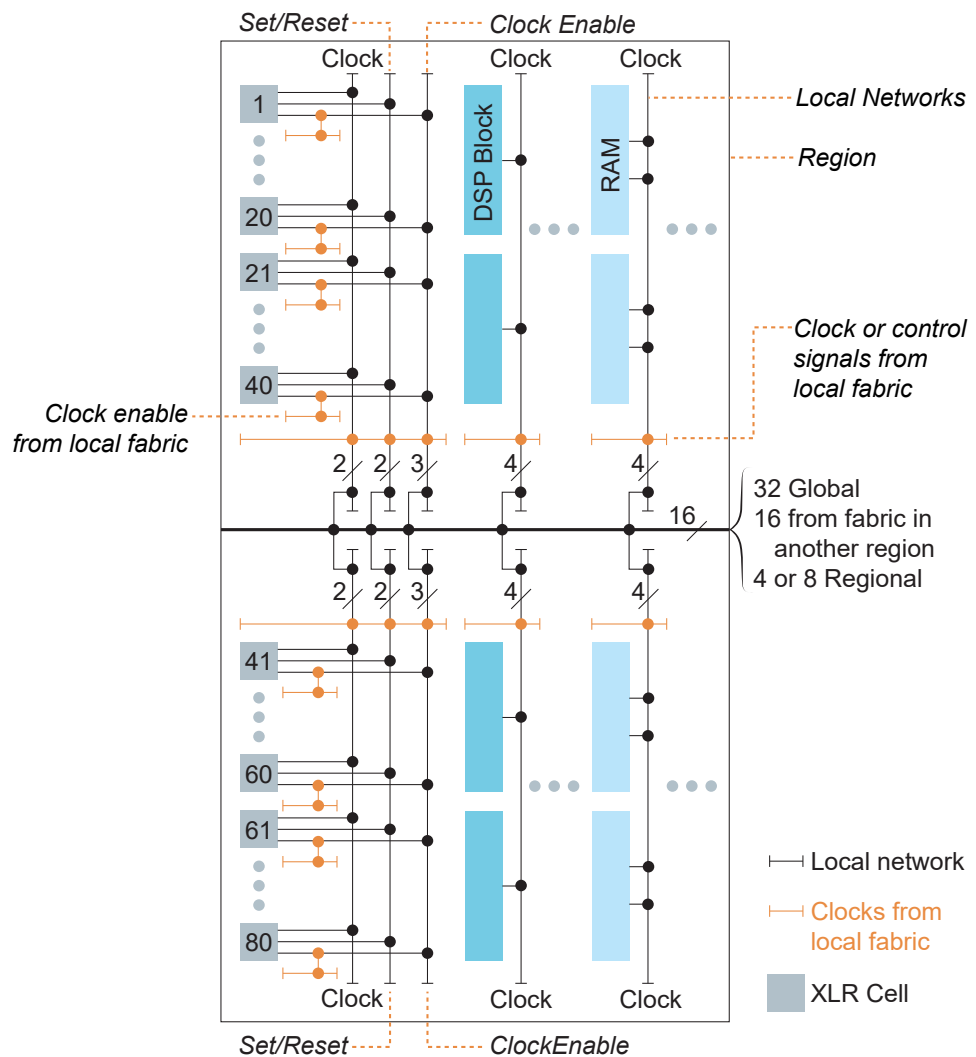 Set/Reset
Clock Enable
Clock
Clock
Clock
Local Networks
1
DSP Block
RAM
Region
20
21
Clock or control
signals from
local fabric
40
Clock enable
from local fabric
2
2
3
4
4
16
32 Global
16 from fabric in
another region
4 or 8 Regional
2
2
3
4
4
41
60
61
Local network
Clocks from
local fabric
80
XLR Cell
Clock
Clock
Clock
Set/Reset
ClockEnable